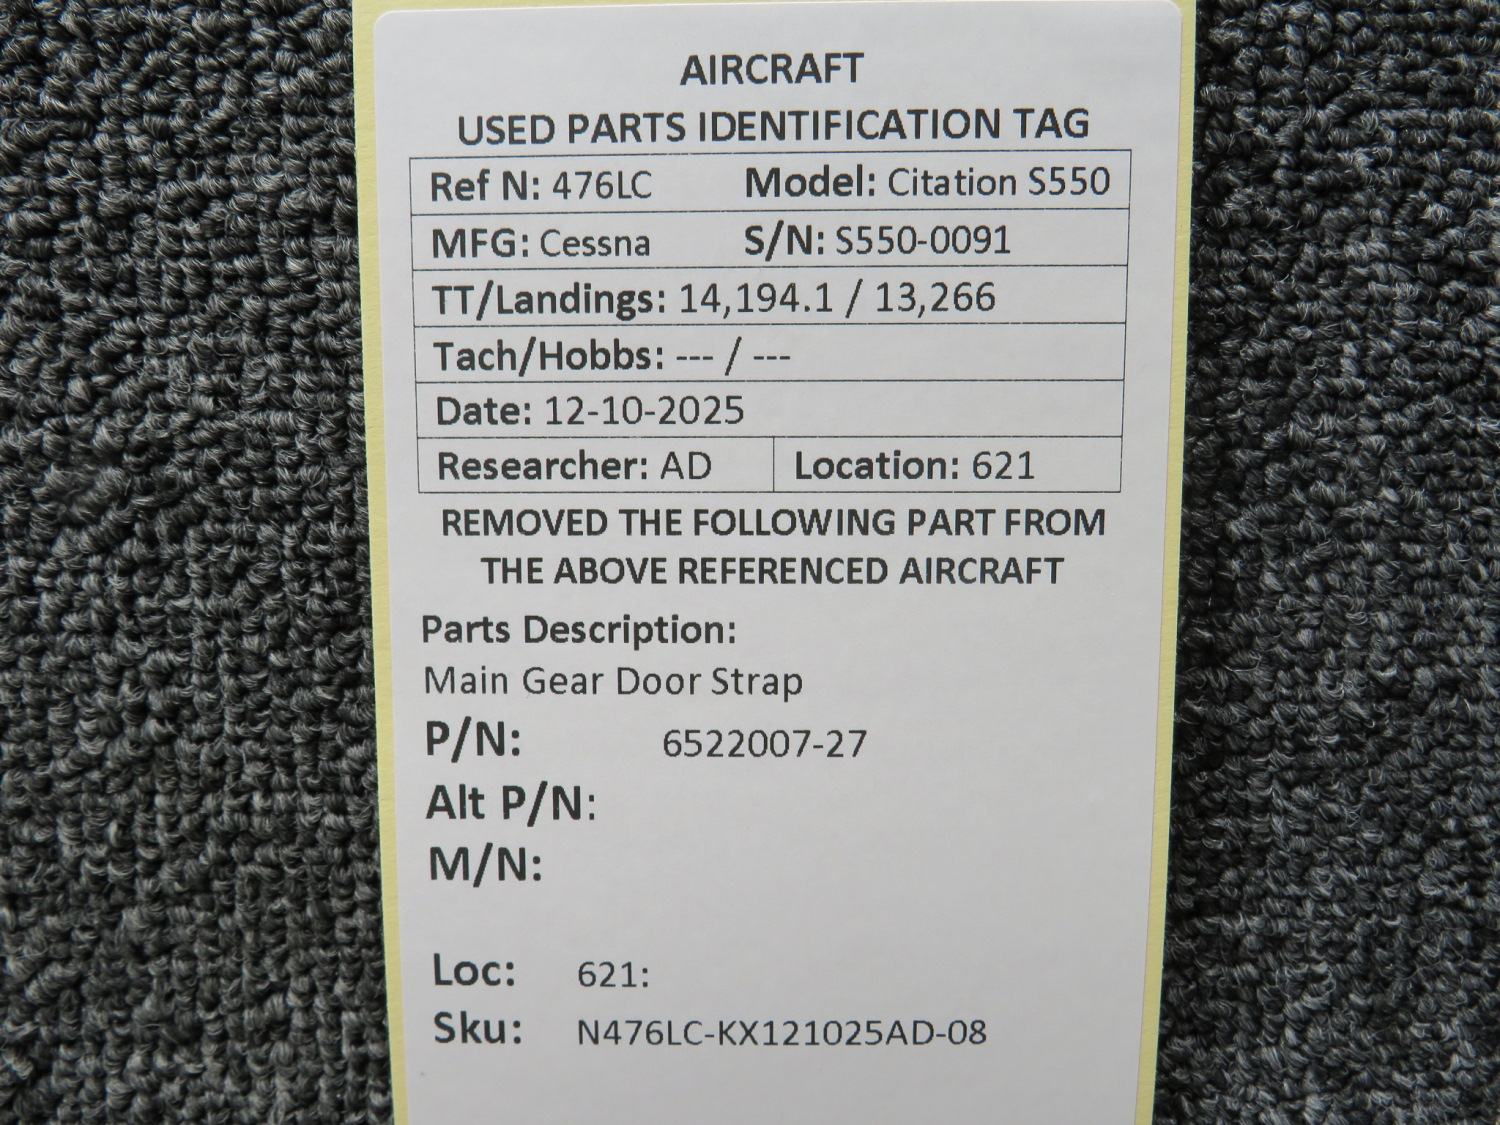 AIRCRAFT
USED PARTS IDENTIFICATION TAG
Ref N: 476LC Model: Citation S550
MFG: Cessna S/N: S550-0091
TT/Landings: 14,194.1 / 13,266
Tach/Hobbs: --- / ---
Date: 12-10-2025
Researcher: AD Location: 621
REMOVED THE FOLLOWING PART FROM
THE ABOVE REFERENCED AIRCRAFT
Parts Description:
Main Gear Door Strap
P/N: 6522007-27
Alt P/N:
M/N:
Loc: 621:
Sku: N476LC-KX121025AD-08